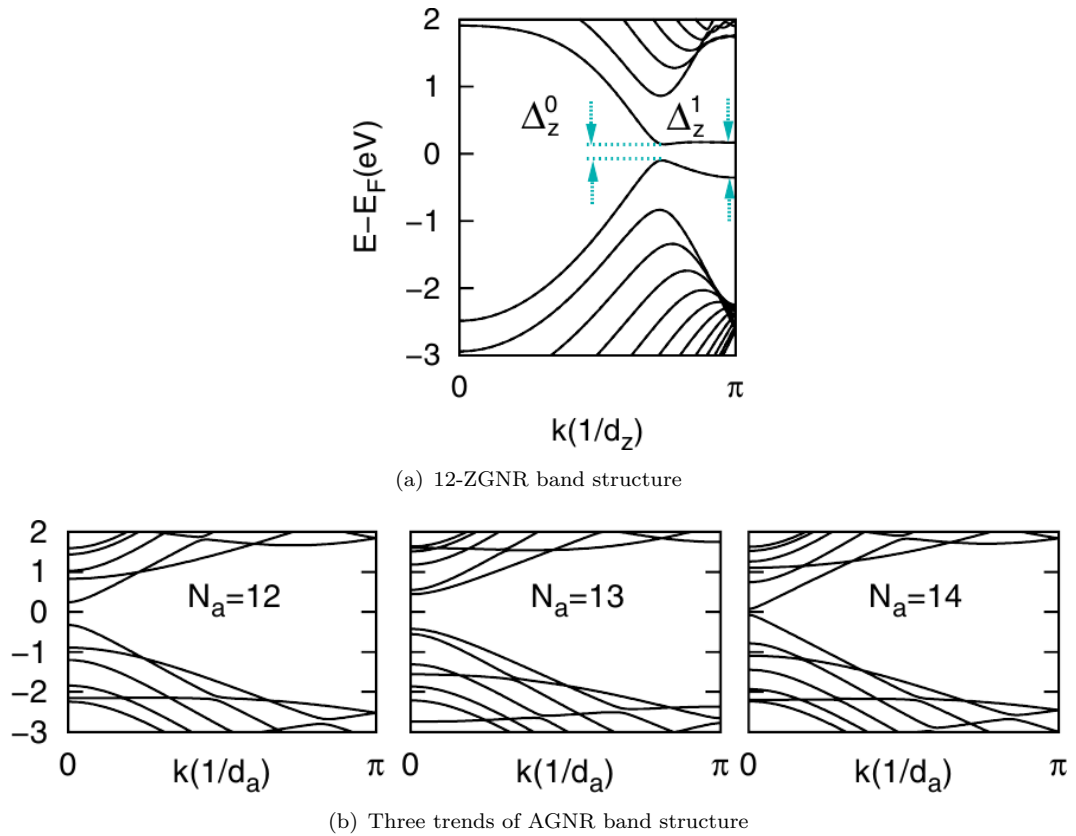 2
1
0
−1
−2
−3
E−E_F(eV)
Δ_z^0
Δ_z^1
0
π
k(1/d_z)
(a) 12-ZGNR band structure
2
1
0
−1
−2
−3
N_a=12
N_a=13
N_a=14
0
k(1/d_a)
π
0
k(1/d_a)
π
0
k(1/d_a)
π
(b) Three trends of AGNR band structure